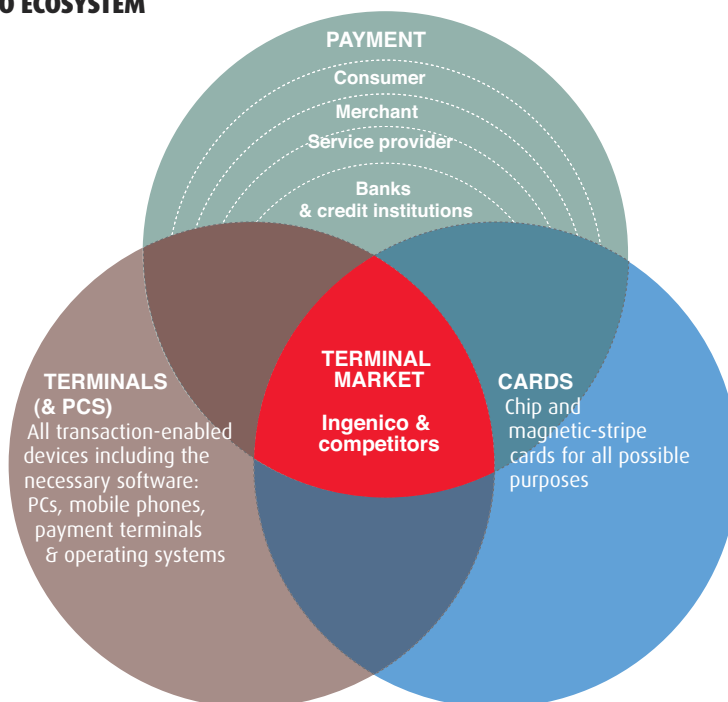 O ECOSYSTEM
PAYMENT
Consumer
Merchant
Service provider
Banks
& credit institutions
TERMINAL
MARKET
Ingenico &
competitors
TERMINALS
(& PCS)
All transaction-enabled
devices including the
necessary software:
PCs, mobile phones,
payment terminals
& operating systems
CARDS
Chip and
magnetic-stripe
cards for all possible
purposes